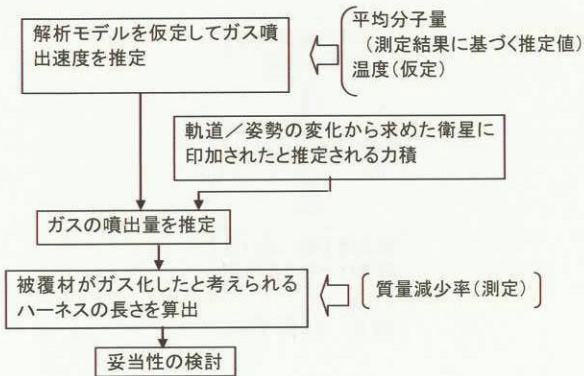 解析モデルを仮定してガス噴
出速度を推定
平均分子量
（測定結果に基づく推定値）
温度（仮定）
軌道／姿勢の変化から求めた衛星に
印加されたと推定される力積
ガスの噴出量を推定
被覆材がガス化したと考えられる
ハーネスの長さを算出
質量減少率（測定）
妥当性の検討